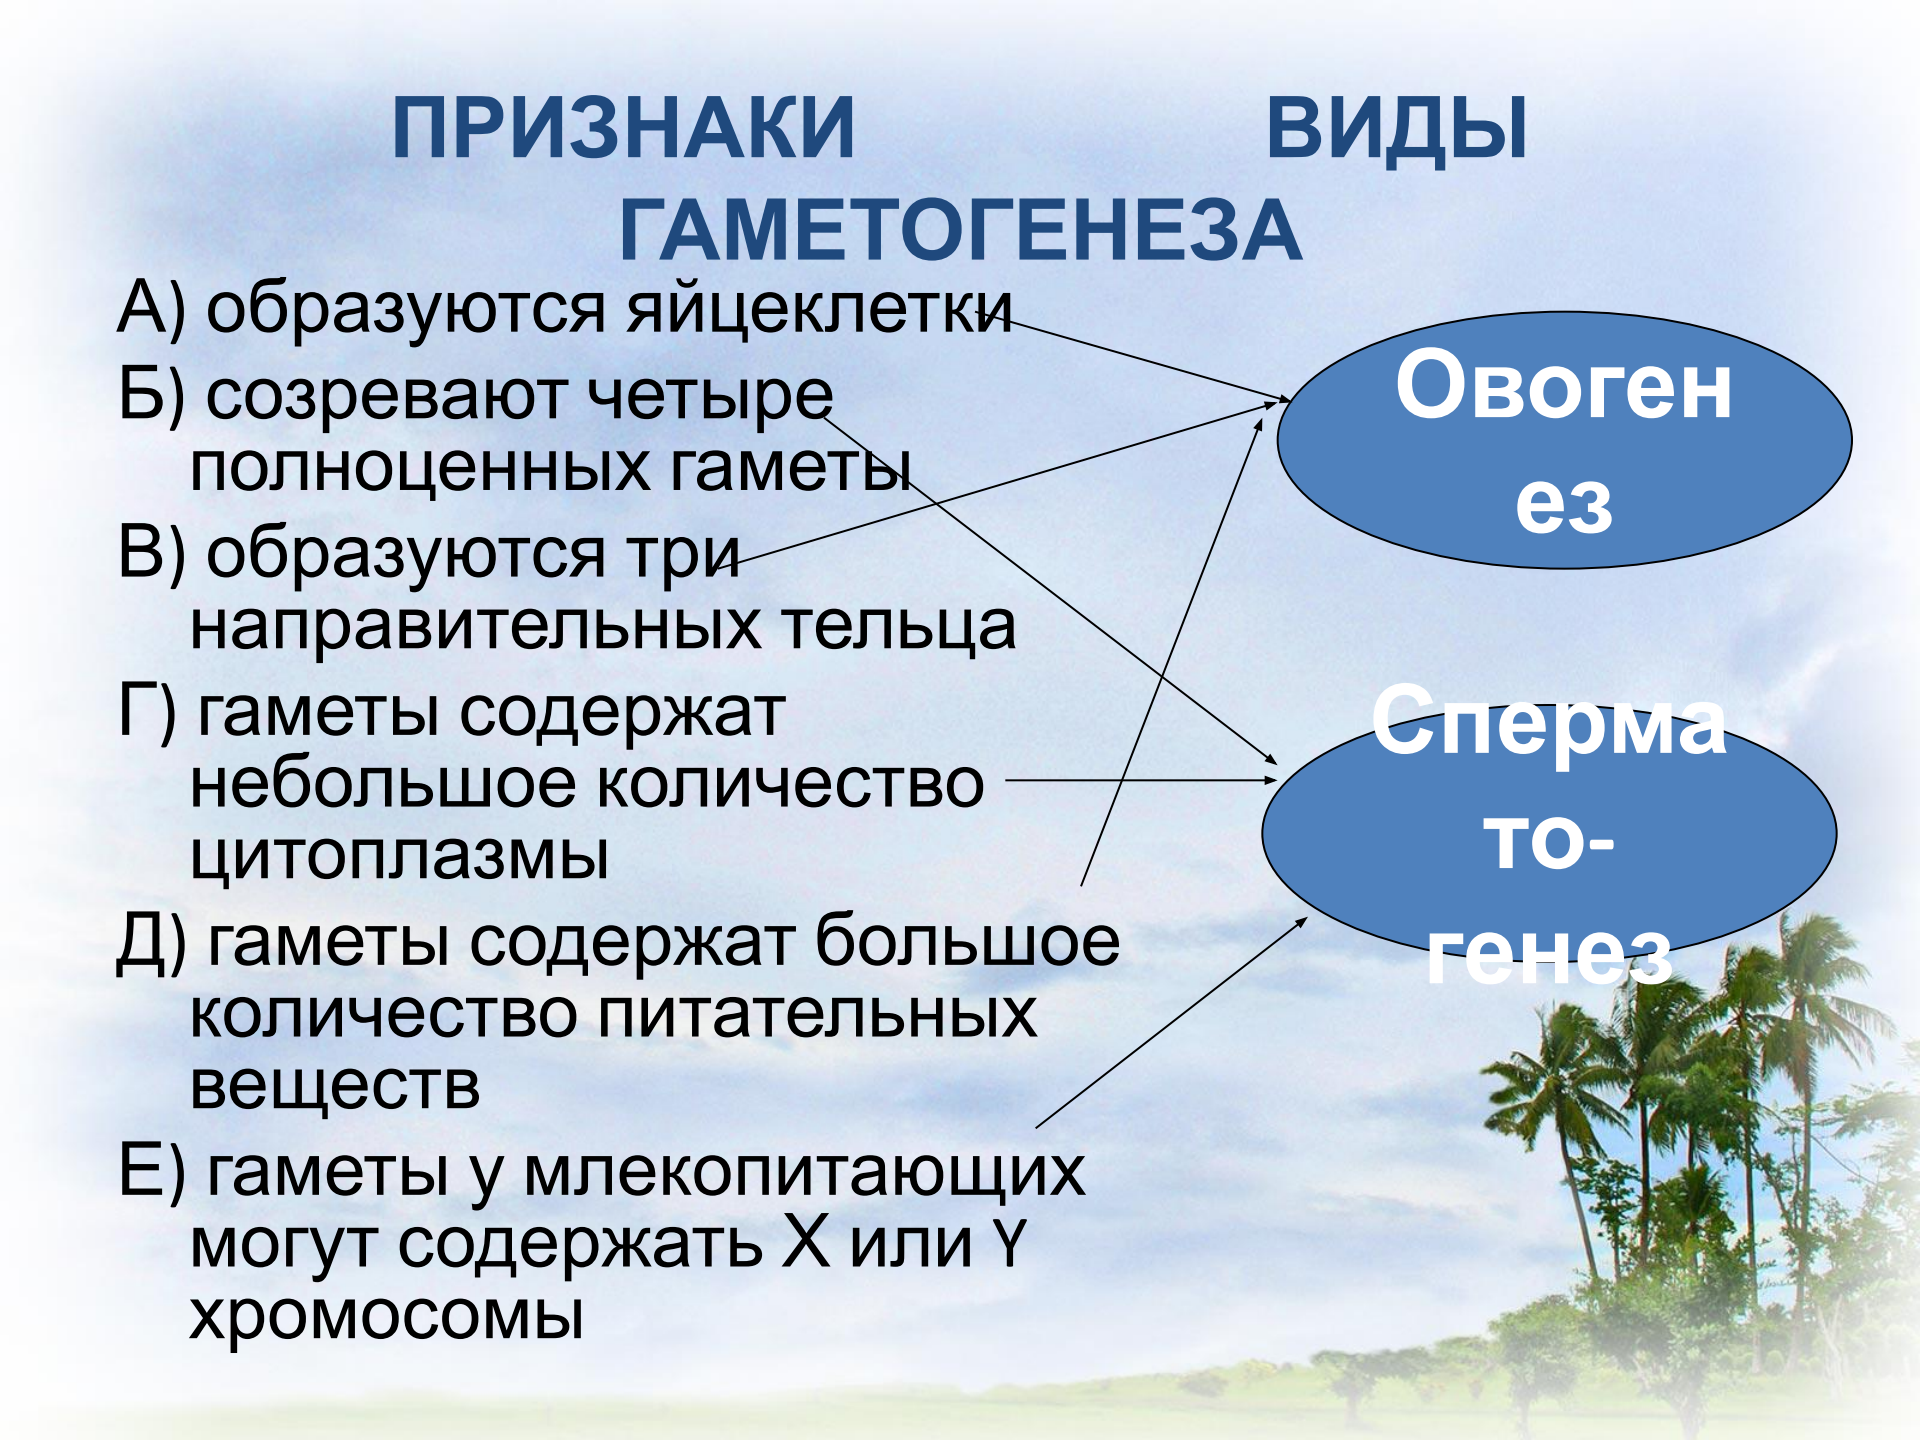 ПРИЗНАКИ ВИДЫ
ГАМЕТОГЕНЕЗА
А) образуются яйцеклетки
Б) созревают четыре
полноценных гаметы
В) образуются три
направительных тельца
Г) гаметы содержат
небольшое количество
цитоплазмы
Д) гаметы содержат большое
количество питательных
веществ
Е) гаметы у млекопитающих
могут содержать Х или Y
хромосомы
Овоген
ез
Сперма
то-
генез